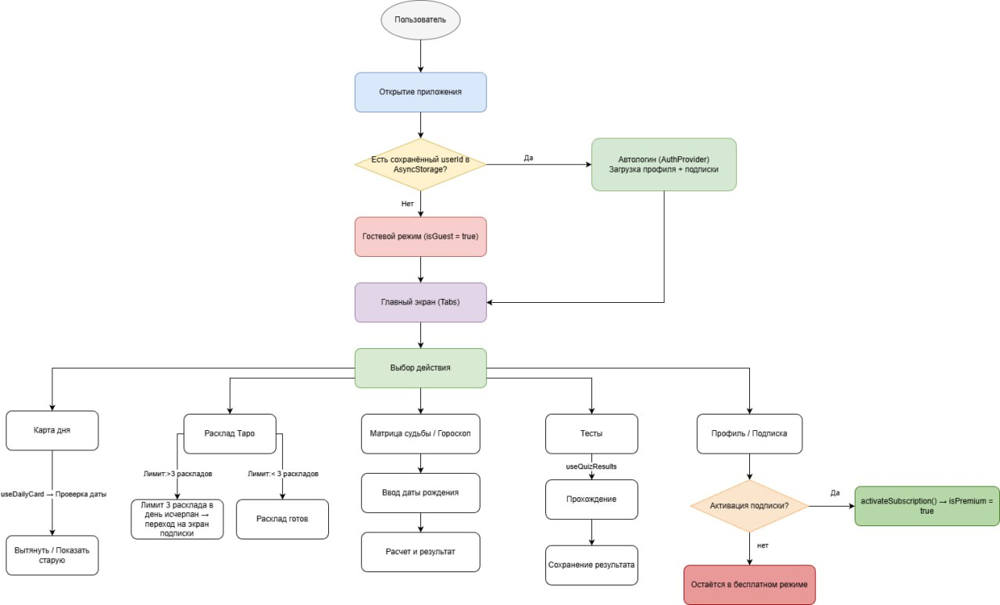 Пользователь
Открытие приложения
Есть сохранённый userId в
AsyncStorage?
Да
Автологин (AuthProvider)
Загрузка профиля + подписки
Нет
Гостевой режим (isGuest = true)
Главный экран (Tabs)
Выбор действия
Карта дня
useDailyCard → Проверка даты
Вытянуть / Показать
старую
Расклад Таро
Лимит:>3 раскладов
Лимит:< 3 раскладов
Лимит 3 расклада в
день исчерпан →
переход на экран
подписки
Расклад готов
Матрица судьбы / Гороскоп
Ввод даты рождения
Расчет и результат
Тесты
useQuizResults
Прохождение
Сохранение результата
Профиль / Подписка
Активация подписки?
Да
activateSubscription() → isPremium =
true
нет
Остаётся в бесплатном режиме